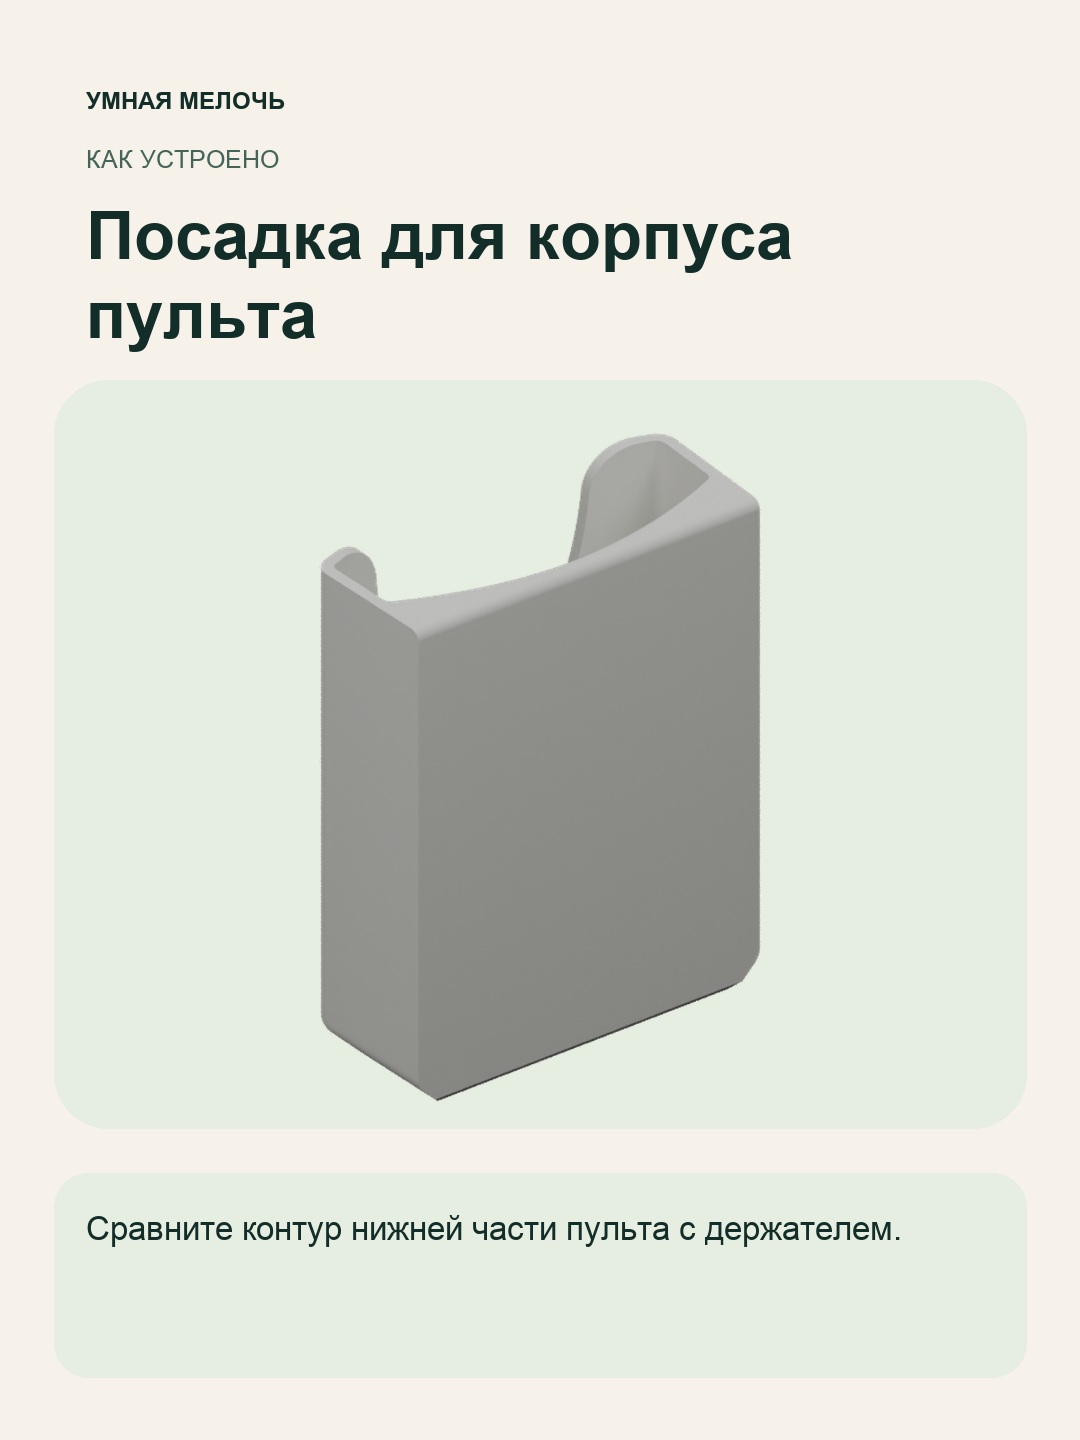 УМНАЯ МЕЛОЧЬ
КАК УСТРОЕНО
Посадка для корпуса
пульта
Сравните контур нижней части пульта с держателем.